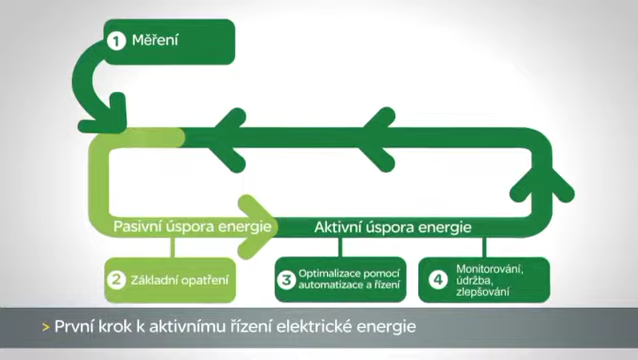 1 Měření
Pasivní úspora energie
Aktivní úspora energie
2 Základní opatření
3 Optimalizace pomocí
automatizace a řízení
4 Monitorování,
údržba,
zlepšování
> První krok k aktivnímu řízení elektrické energie